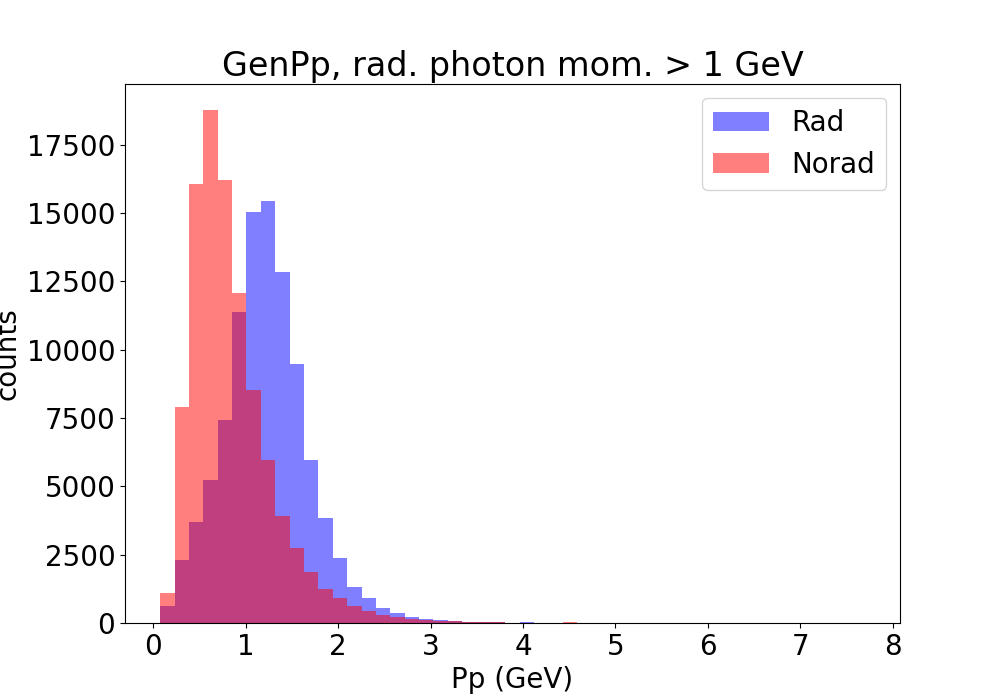 GenPp, rad. photon mom. > 1 GeV
Rad
Norad
17500
15000
12500
10000
7500
5000
2500
0
counts
0 1 2 3 4 5 6 7 8
Pp (GeV)